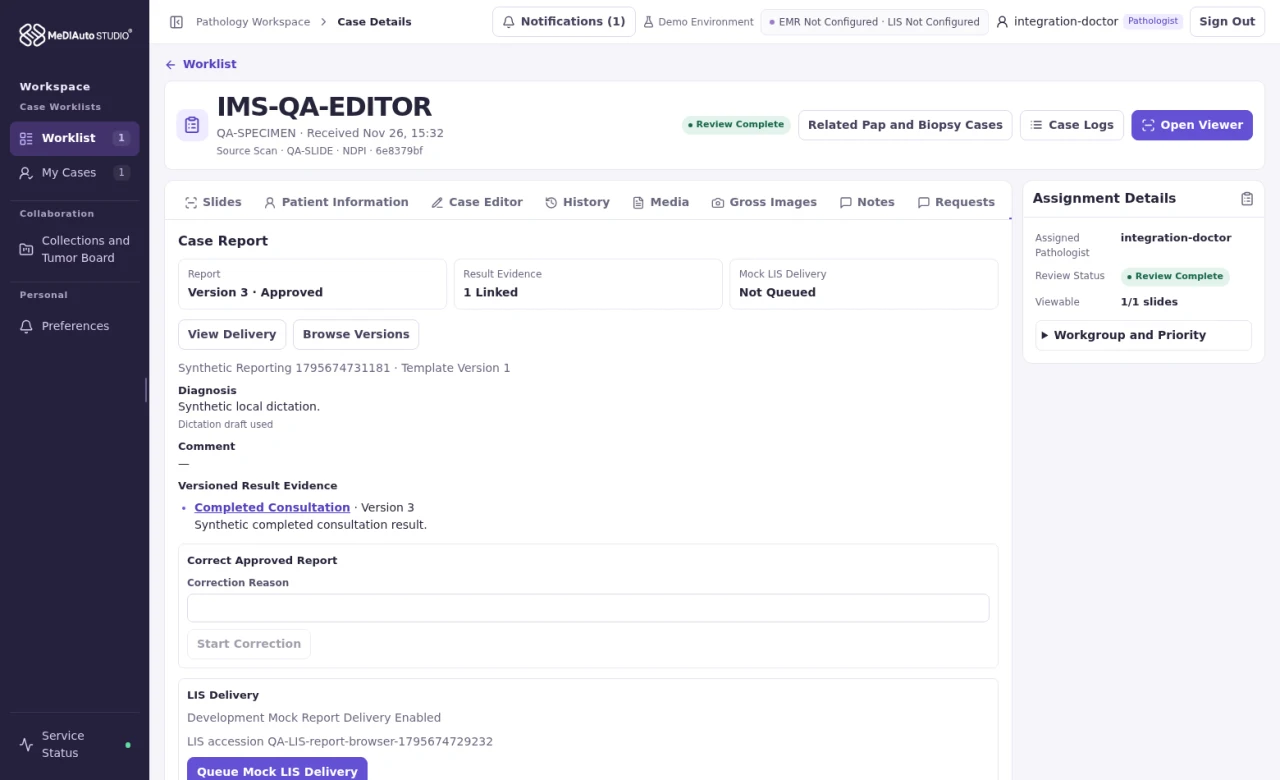 MeDIAuto STUDIO
Pathology Workspace > Case Details
Notifications (1)
Demo Environment
EMR Not Configured · LIS Not Configured
integration-doctor
Pathologist
Sign Out
Workspace
Case Worklists
Worklist 1
My Cases 1
Collaboration
Collections and
Tumor Board
Personal
Preferences
Service
Status
← Worklist
IMS-QA-EDITOR
QA-SPECIMEN · Received Nov 26, 15:32
Source Scan · QA-SLIDE · NDPI · 6e8379bf
Review Complete
Related Pap and Biopsy Cases
Case Logs
Open Viewer
Slides
Patient Information
Case Editor
History
Media
Gross Images
Notes
Requests
Case Report
Report
Version 3 · Approved
Result Evidence
1 Linked
Mock LIS Delivery
Not Queued
View Delivery
Browse Versions
Synthetic Reporting 1795674731181 · Template Version 1
Diagnosis
Synthetic local dictation.
Dictation draft used
Comment
—
Versioned Result Evidence
• Completed Consultation · Version 3
Synthetic completed consultation result.
Correct Approved Report
Correction Reason
Start Correction
LIS Delivery
Development Mock Report Delivery Enabled
LIS accession QA-LIS-report-browser-1795674729232
Queue Mock LIS Delivery
Assignment Details
Assigned
Pathologist
integration-doctor
Review Status
Review Complete
Viewable
1/1 slides
Workgroup and Priority